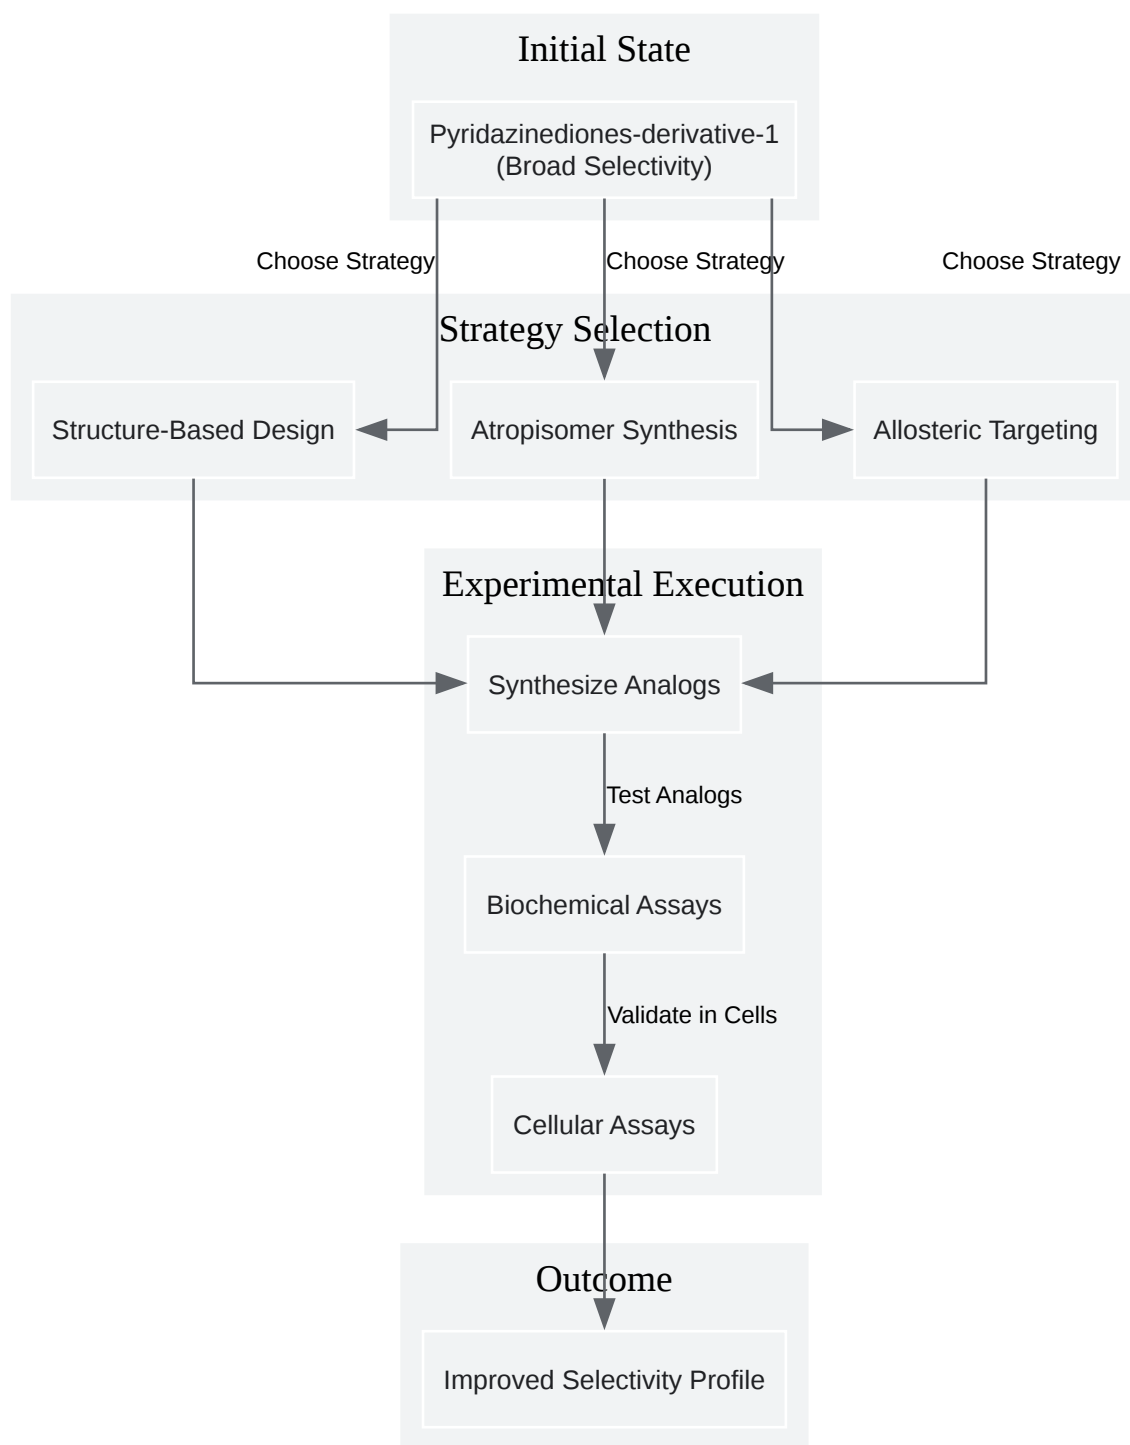 Initial State
Pyridazinediones-derivative-1
(Broad Selectivity)
Choose Strategy
Choose Strategy
Choose Strategy
Strategy Selection
Structure-Based Design
Atropisomer Synthesis
Allosteric Targeting
Experimental Execution
Synthesize Analogs
Test Analogs
Biochemical Assays
Validate in Cells
Cellular Assays
Outcome
Improved Selectivity Profile